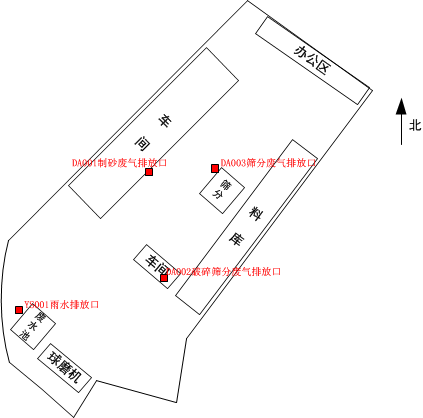 办公区
北
车间
DA001制砂废气排放口
DA003筛分废气排放口
筛分
料库
车间
DA002破碎筛分废气排放口
YS001雨水排放口
废水池
球磨机